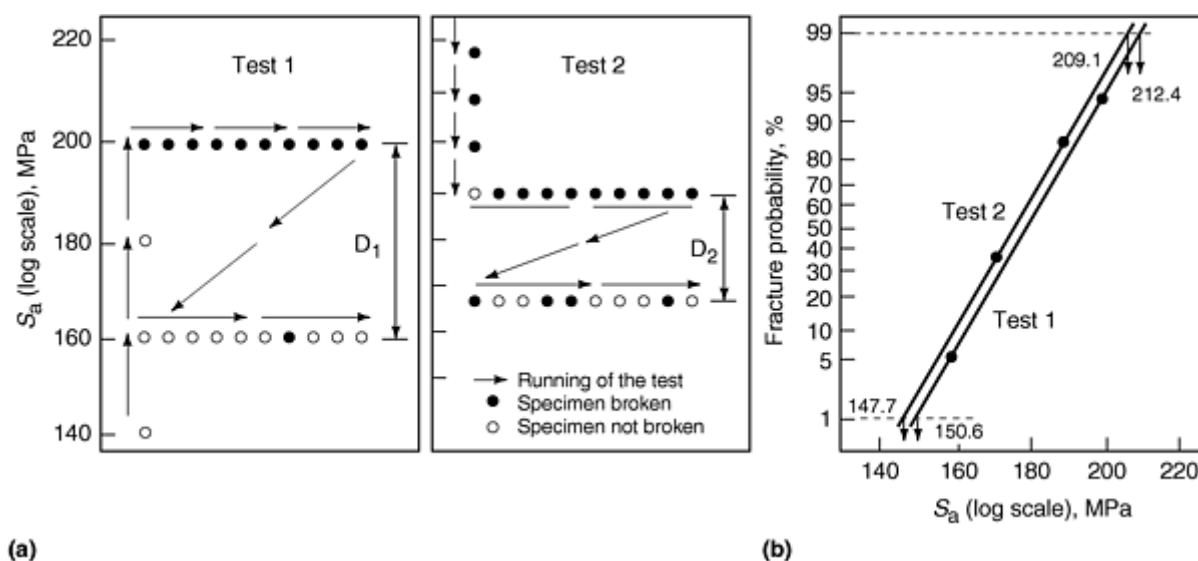 220
200
180
160
140
Sa (log scale), MPa
Test 1
D1
Test 2
D2
Running of the test
Specimen broken
Specimen not broken
(a)
99
95
90
80
70
60
50
40
30
20
10
5
1
Fracture probability, %
209.1
212.4
Test 2
Test 1
147.7
150.6
140 160 180 200 220
Sa (log scale), MPa
(b)